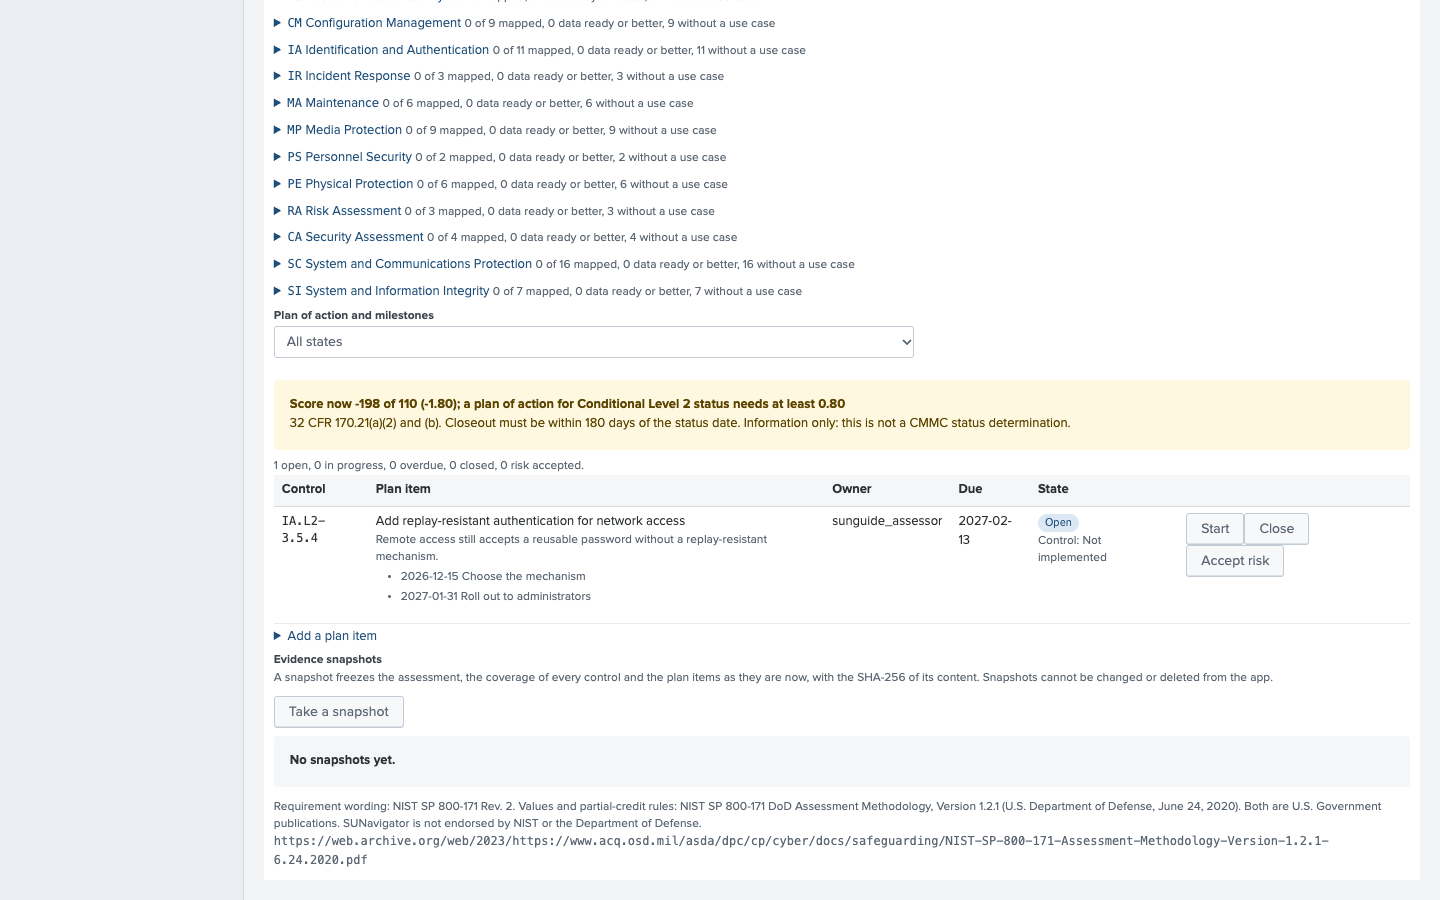 CM Configuration Management 0 of 9 mapped, 0 data ready or better, 9 without a use case
IA Identification and Authentication 0 of 11 mapped, 0 data ready or better, 11 without a use case
IR Incident Response 0 of 3 mapped, 0 data ready or better, 3 without a use case
MA Maintenance 0 of 6 mapped, 0 data ready or better, 6 without a use case
MP Media Protection 0 of 9 mapped, 0 data ready or better, 9 without a use case
PS Personnel Security 0 of 2 mapped, 0 data ready or better, 2 without a use case
PE Physical Protection 0 of 6 mapped, 0 data ready or better, 6 without a use case
RA Risk Assessment 0 of 3 mapped, 0 data ready or better, 3 without a use case
CA Security Assessment 0 of 4 mapped, 0 data ready or better, 4 without a use case
SC System and Communications Protection 0 of 16 mapped, 0 data ready or better, 16 without a use case
SI System and Information Integrity 0 of 7 mapped, 0 data ready or better, 7 without a use case
Plan of action and milestones
All states
Score now -198 of 110 (-1.80); a plan of action for Conditional Level 2 status needs at least 0.80
32 CFR 170.21(a)(2) and (b). Closeout must be within 180 days of the status date. Information only: this is not a CMMC status determination.
1 open, 0 in progress, 0 overdue, 0 closed, 0 risk accepted.
Control Plan item Owner Due State
IA.L2-
3.5.4
Add replay-resistant authentication for network access
Remote access still accepts a reusable password without a replay-resistant
mechanism.
• 2026-12-15 Choose the mechanism
• 2027-01-31 Roll out to administrators
sunguide_assessor
2027-02-
13
Open
Control: Not
implemented
Start Close
Accept risk
Add a plan item
Evidence snapshots
A snapshot freezes the assessment, the coverage of every control and the plan items as they are now, with the SHA-256 of its content. Snapshots cannot be changed or deleted from the app.
Take a snapshot
No snapshots yet.
Requirement wording: NIST SP 800-171 Rev. 2. Values and partial-credit rules: NIST SP 800-171 DoD Assessment Methodology, Version 1.2.1 (U.S. Department of Defense, June 24, 2020). Both are U.S. Government
publications. SUNavigator is not endorsed by NIST or the Department of Defense.
https://web.archive.org/web/2023/https://www.acq.osd.mil/asda/dpc/cp/cyber/docs/safeguarding/NIST-SP-800-171-Assessment-Methodology-Version-1.2.1-
6.24.2020.pdf